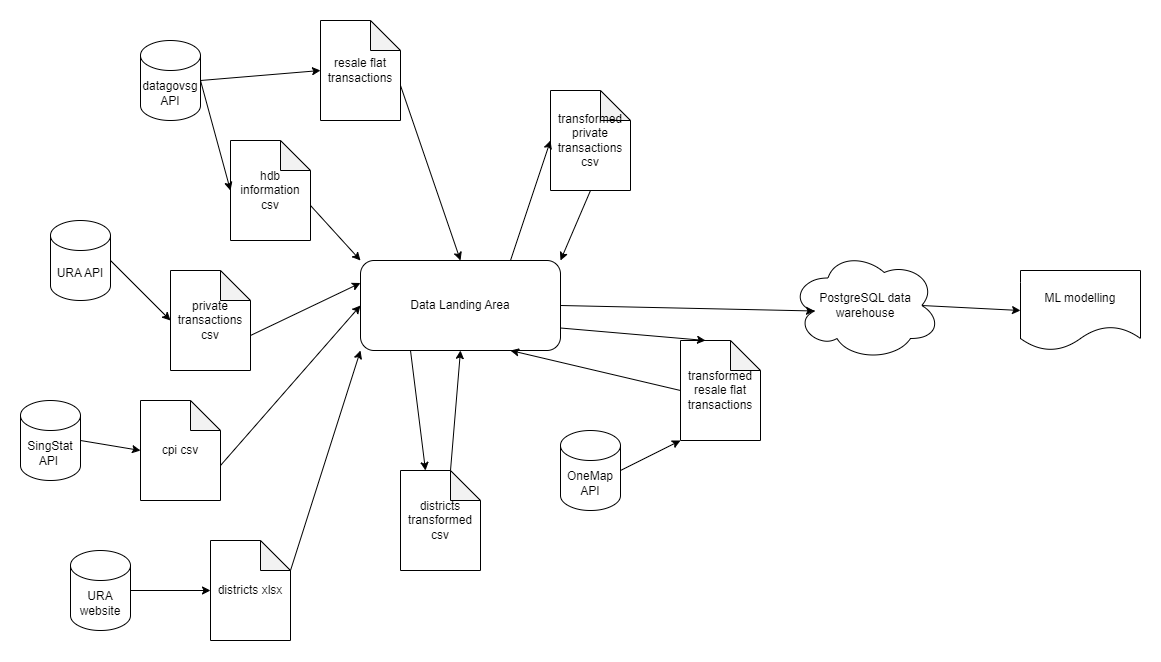 resale flat
transactions
datagovsg
API
transformed
private
transactions
csv
hdb
information
csv
URA API
private
transactions
csv
Data Landing Area
PostgreSQL data
warehouse
ML modelling
transformed
resale flat
transactions
SingStat
API
cpi csv
OneMap
API
districts
transformed
csv
URA
website
districts xlsx